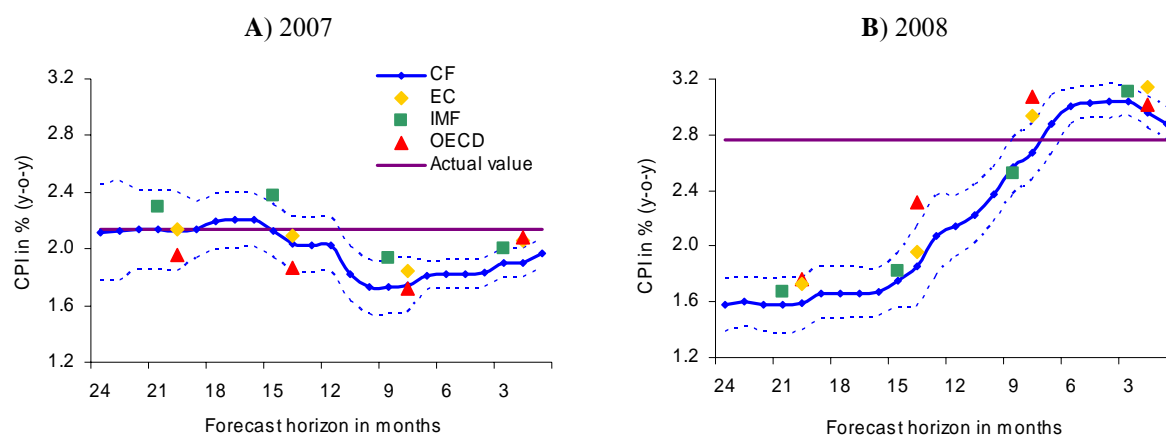 A) 2007
CPI in % (y-o-y)
3.2
2.8
2.4
2.0
1.6
1.2
CF
EC
IMF
OECD
Actual value
24 21 18 15 12 9 6 3
Forecast horizon in months
B) 2008
CPI in % (y-o-y)
3.2
2.8
2.4
2.0
1.6
1.2
24 21 18 15 12 9 6 3
Forecast horizon in months